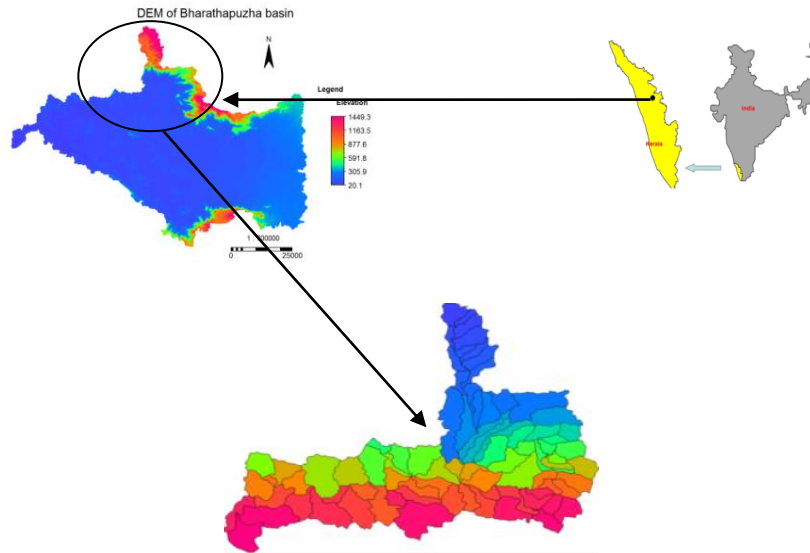 DEM of Bharathapuzha basin
N
Legend
Elevation
1449.3
1163.5
877.6
591.8
305.9
20.1
0
25000
Kerala
India